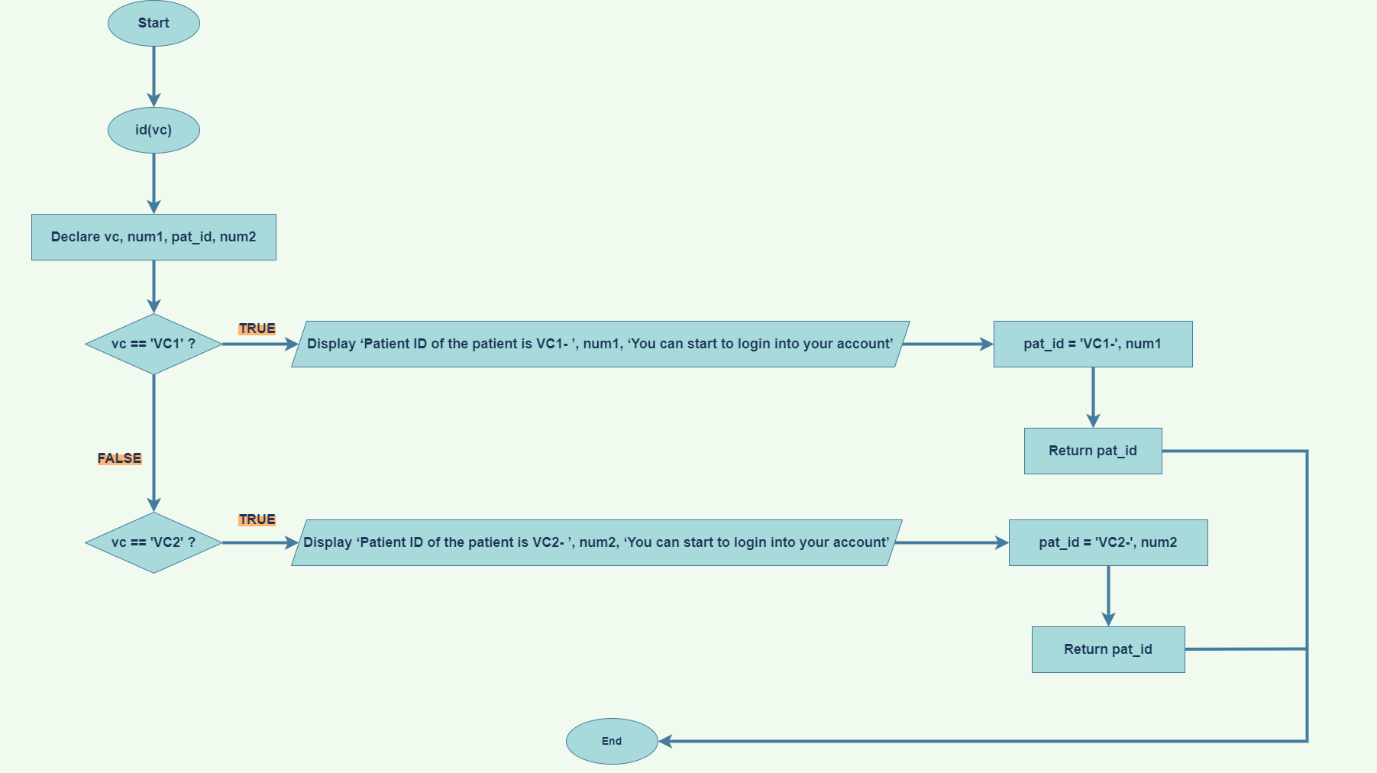 Start
id(vc)
Declare vc, num1, pat_id, num2
vc == 'VC1' ?
TRUE
Display ‘Patient ID of the patient is VC1- ’, num1, ‘You can start to login into your account’
pat_id = 'VC1-', num1
Return pat_id
FALSE
vc == 'VC2' ?
TRUE
Display ‘Patient ID of the patient is VC2- ’, num2, ‘You can start to login into your account’
pat_id = 'VC2-', num2
Return pat_id
End